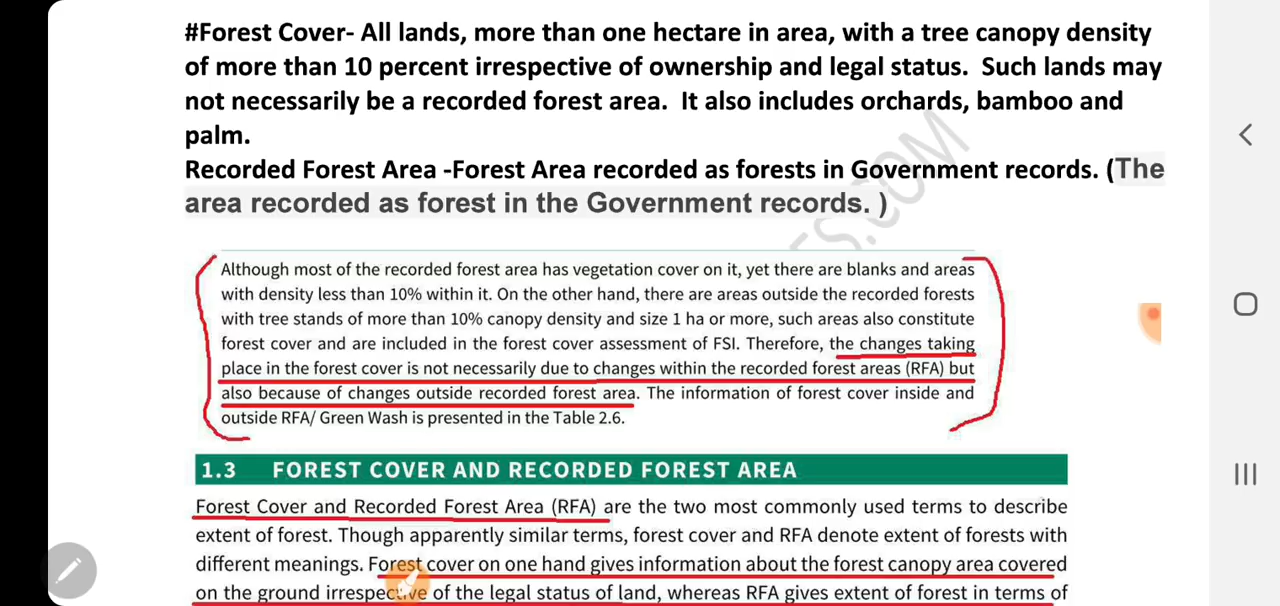 #Forest Cover- All lands, more than one hectare in area, with a tree canopy density
of more than 10 percent irrespective of ownership and legal status.  Such lands may
not necessarily be a recorded forest area.  It also includes orchards, bamboo and
palm.
Recorded Forest Area -Forest Area recorded as forests in Government records. (The
area recorded as forest in the Government records. )
S.COM
Although most of the recorded forest area has vegetation cover on it, yet there are blanks and areas
with density less than 10% within it. On the other hand, there are areas outside the recorded forests
with tree stands of more than 10% canopy density and size 1 ha or more, such areas also constitute
forest cover and are included in the forest cover assessment of FSI. Therefore, the changes taking
place in the forest cover is not necessarily due to changes within the recorded forest areas (RFA) but
also because of changes outside recorded forest area. The information of forest cover inside and
outside RFA/ Green Wash is presented in the Table 2.6.
1.3 FOREST COVER AND RECORDED FOREST AREA
Forest Cover and Recorded Forest Area (RFA) are the two most commonly used terms to describe
extent of forest. Though apparently similar terms, forest cover and RFA denote extent of forests with
different meanings. Forest cover on one hand gives information about the forest canopy area covered
on the ground irrespective of the legal status of land, whereas RFA gives extent of forest in terms of